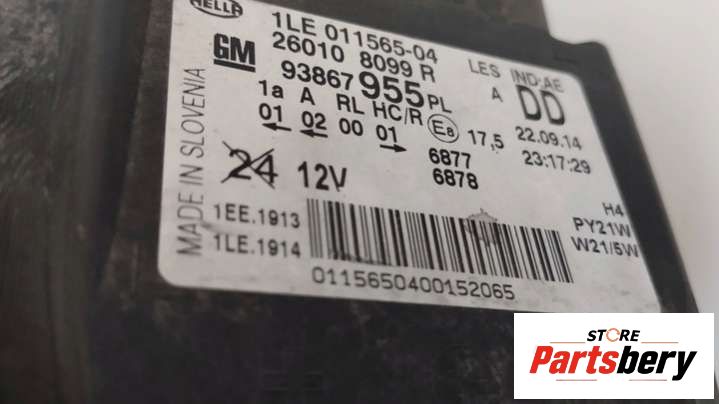 HELLA
1LE 011565-04
26010 8099 R
GM
93867 955 PL
LES IND:AE
A DD
1a A RL HC/R E8 17,5 22.09.14
01 02 00 01 23:17:29
6877
6878
24 12V
MADE IN SLOVENIA
1EE.1913
1LE.1914
H4
PY21W
W21/5W
0115650400152065
STORE
Partsbery